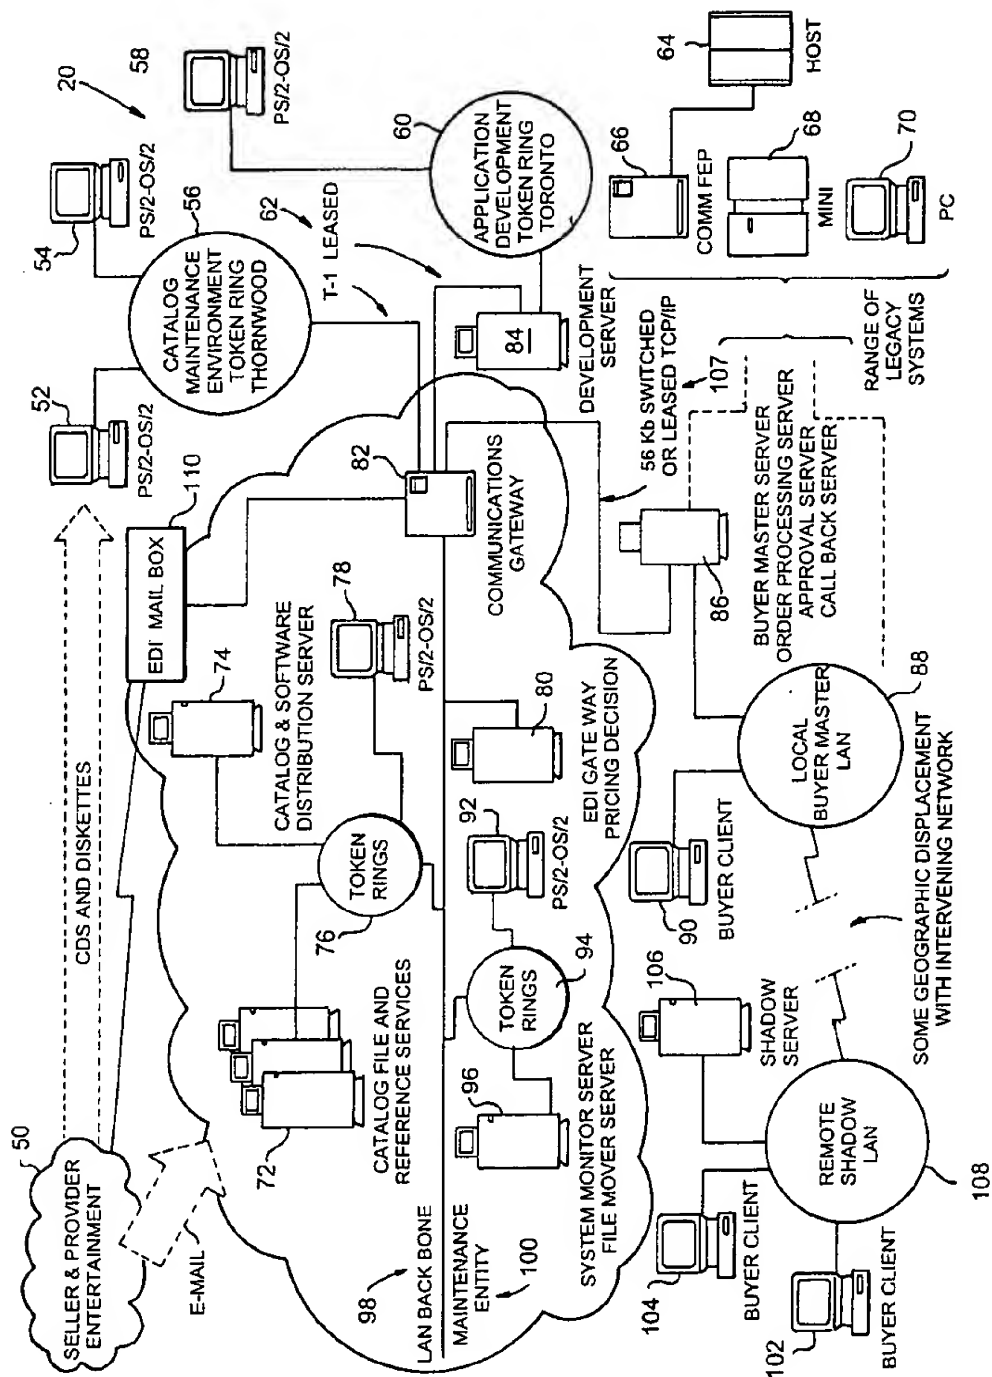 50
SELLER & PROVIDER
ENTERTAINMENT
CDS AND DISKETTES
E-MAIL
EDI MAIL BOX
110
52
PS/2-OS/2
54
PS/2-OS/2
20
58
PS/2-OS/2
56
CATALOG
MAINTENANCE
ENVIRONMENT
TOKEN RING
THORNWOOD
62
T-1 LEASED
60
APPLICATION
DEVELOPMENT
TOKEN RING
TORONTO
84
DEVELOPMENT
SERVER
64
HOST
66
COMM FEP
68
MINI
70
PC
RANGE OF
LEGACY
SYSTEMS
72
CATALOG FILE AND
REFERENCE SERVICES
76
TOKEN
RINGS
74
CATALOG & SOFTWARE
DISTRIBUTION SERVER
78
PS/2-OS/2
82
COMMUNICATIONS
GATEWAY
98
LAN BACK BONE
MAINTENANCE
ENTITY
100
96
SYSTEM MONITOR SERVER
FILE MOVER SERVER
94
TOKEN
RINGS
92
PS/2-OS/2
80
EDI GATE WAY
PRICING DECISION
56 Kb SWITCHED
OR LEASED TCP/IP
107
86
BUYER MASTER SERVER
ORDER PROCESSING SERVER
APPROVAL SERVER
CALL BACK SERVER
88
LOCAL
BUYER MASTER
LAN
90
BUYER CLIENT
SOME GEOGRAPHIC DISPLACEMENT
WITH INTERVENING NETWORK
106
SHADOW
SERVER
104
BUYER CLIENT
102
BUYER CLIENT
REMOTE
SHADOW
LAN
108